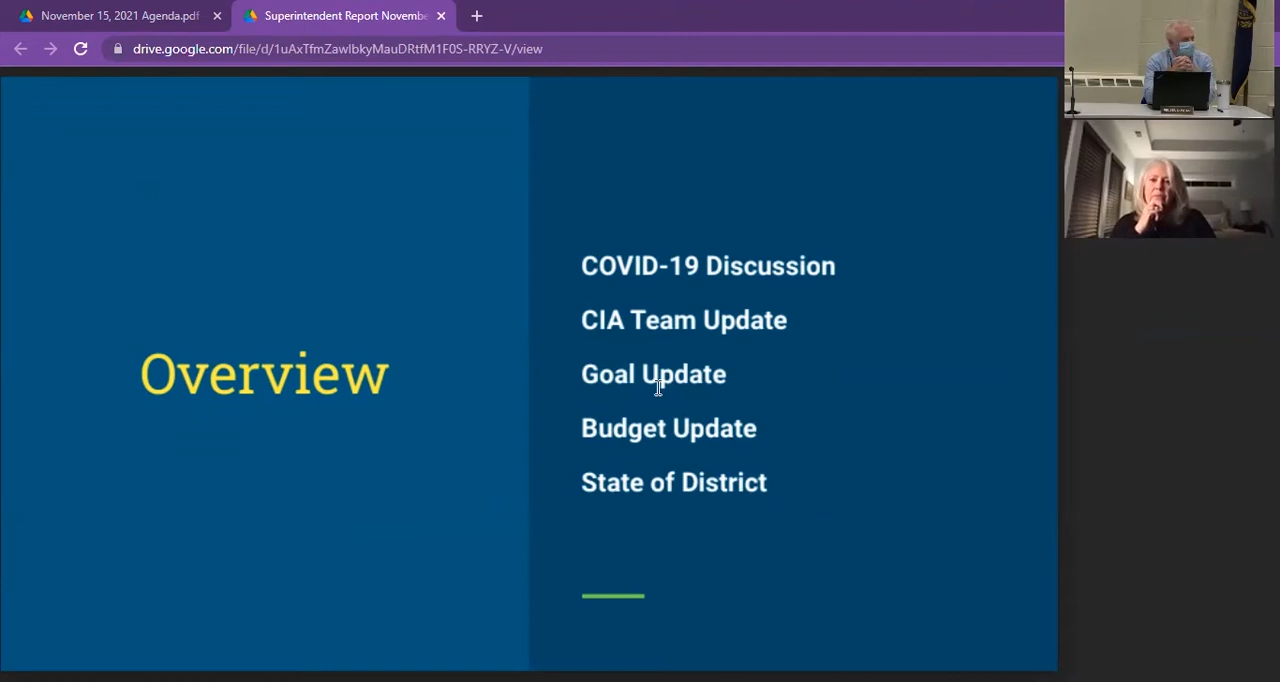 November 15, 2021 Agenda.pdf
Superintendent Report Novembe
drive.google.com/file/d/1uAxTfmZawIbkyMauDRtfM1F0S-RRYZ-V/view
Overview
COVID-19 Discussion
CIA Team Update
Goal Update
Budget Update
State of District